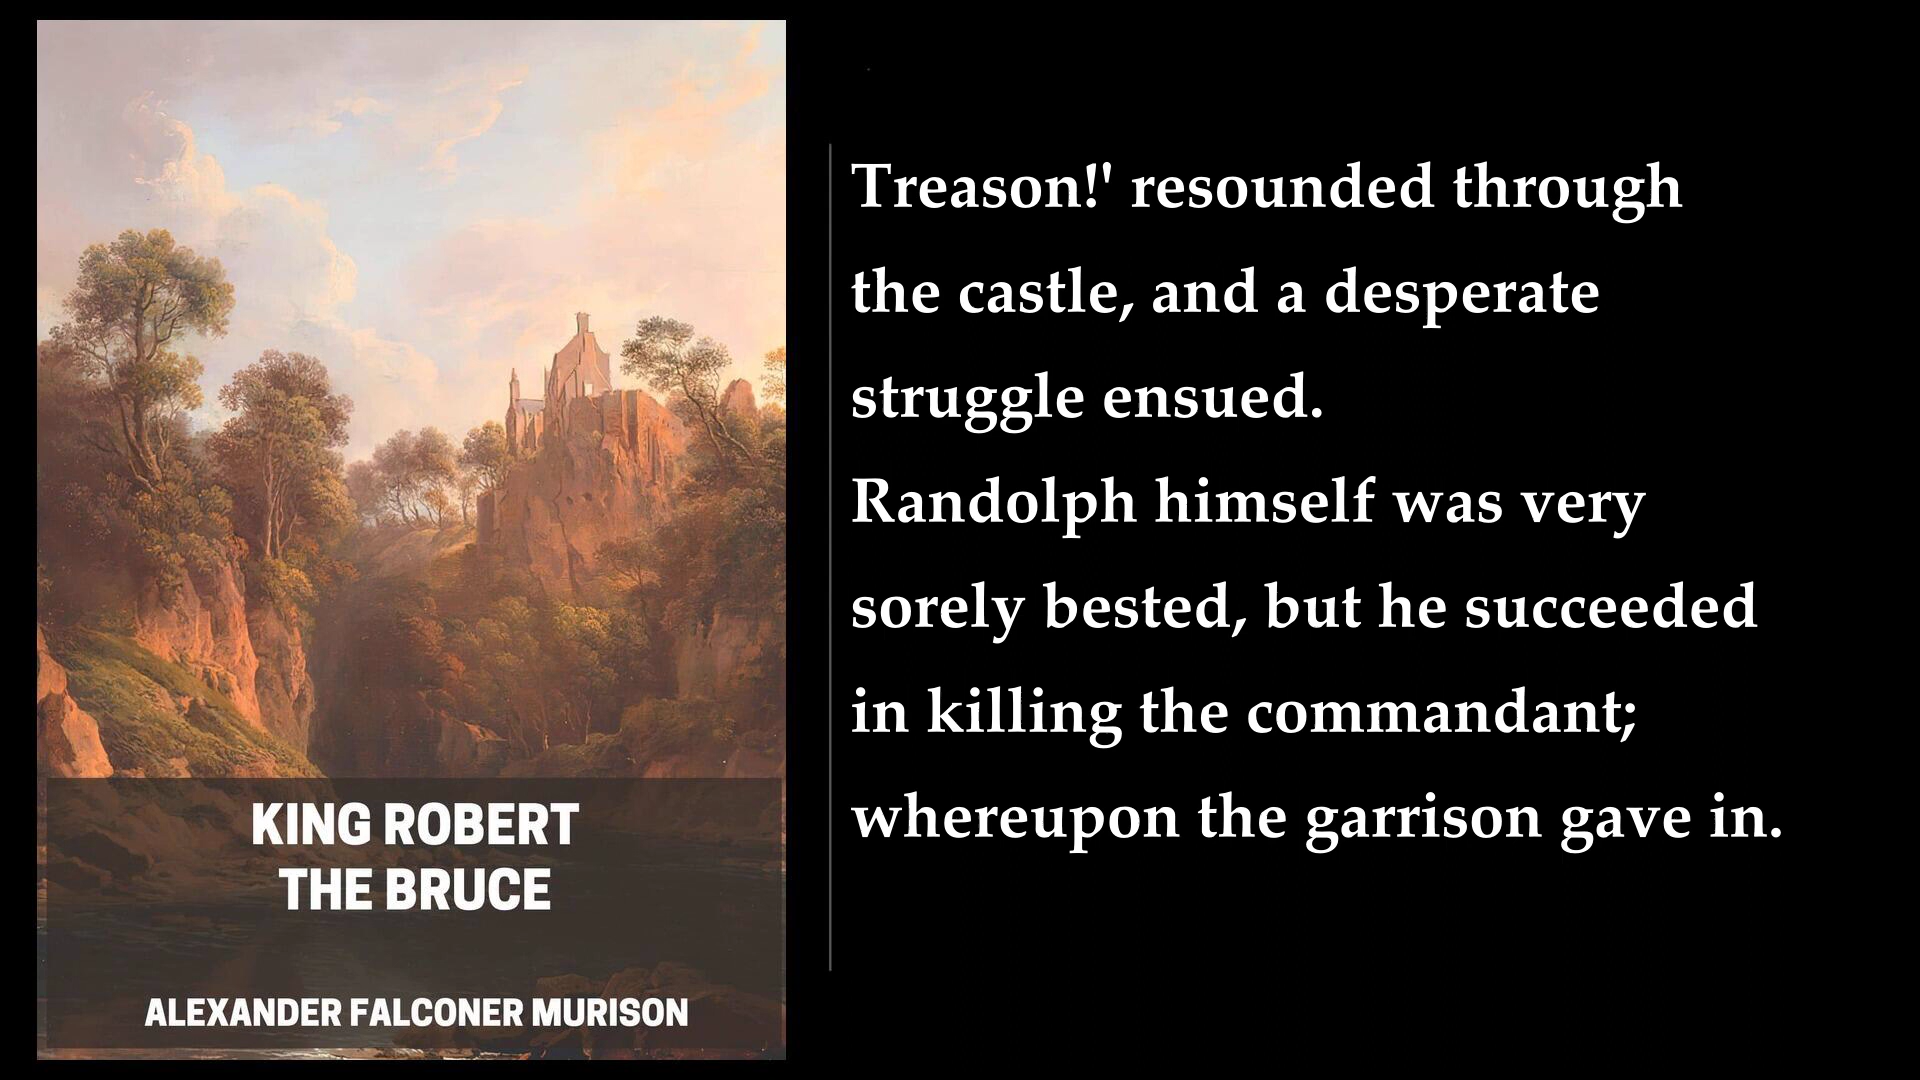 KING ROBERT
THE BRUCE
ALEXANDER FALCONER MURISON
Treason!' resounded through
the castle, and a desperate
struggle ensued.
Randolph himself was very
sorely bested, but he succeeded
in killing the commandant;
whereupon the garrison gave in.